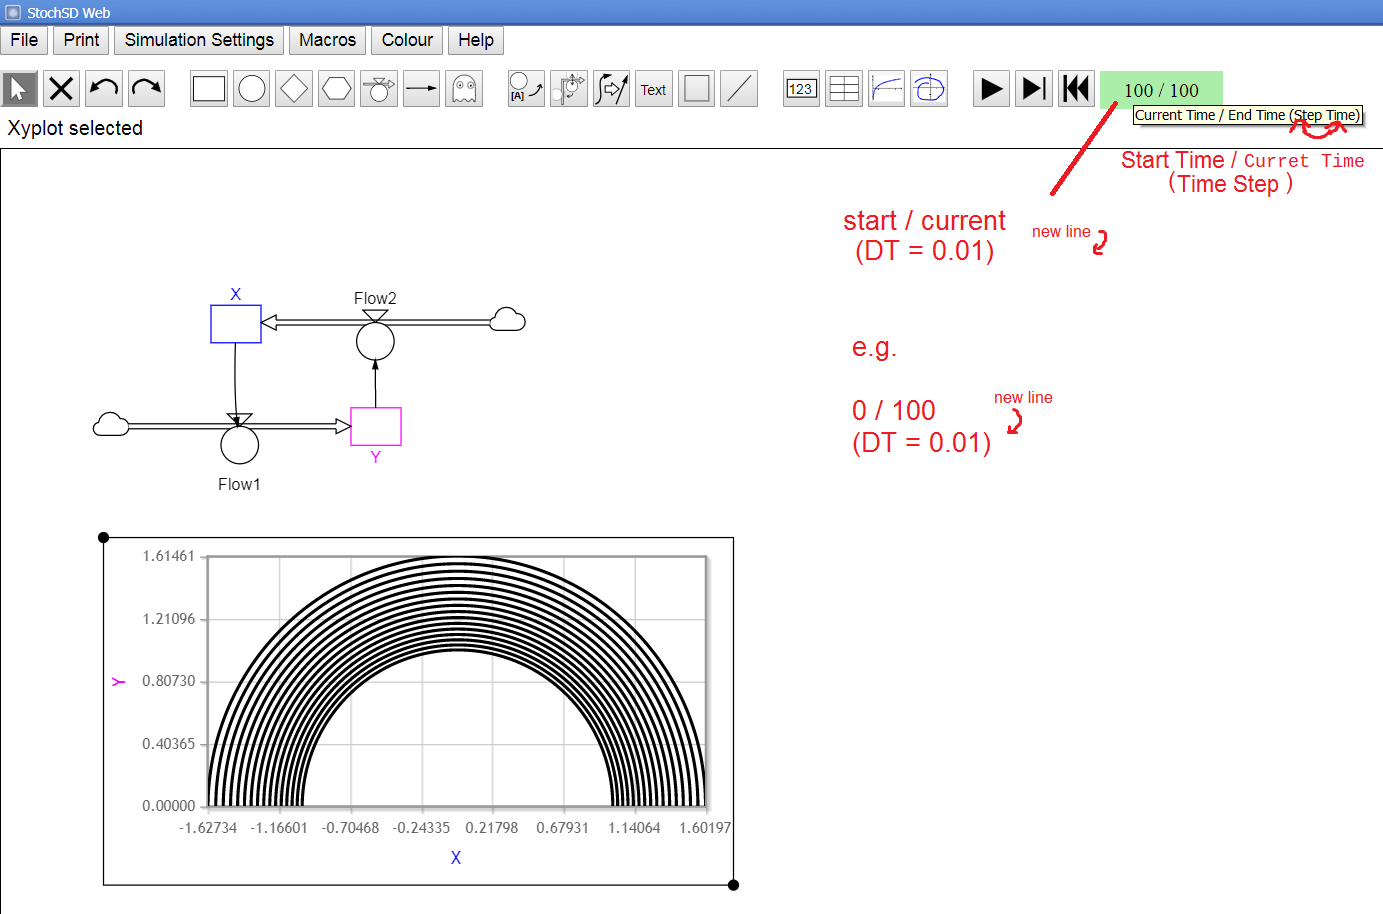 StochSD Web
File Print Simulation Settings Macros Colour Help
[A] Text 123 100 / 100
Current Time / End Time (Step Time)
Xyplot selected
Start Time / Curret Time
(Time Step )
start / current
new line
(DT = 0.01)
X
Flow2
e.g.
new line
0 / 100
(DT = 0.01)
Y
Flow1
1.61461
1.21096
Y
0.80730
0.40365
0.00000
-1.62734 -1.16601 -0.70468 -0.24335 0.21798 0.67931 1.14064 1.60197
X